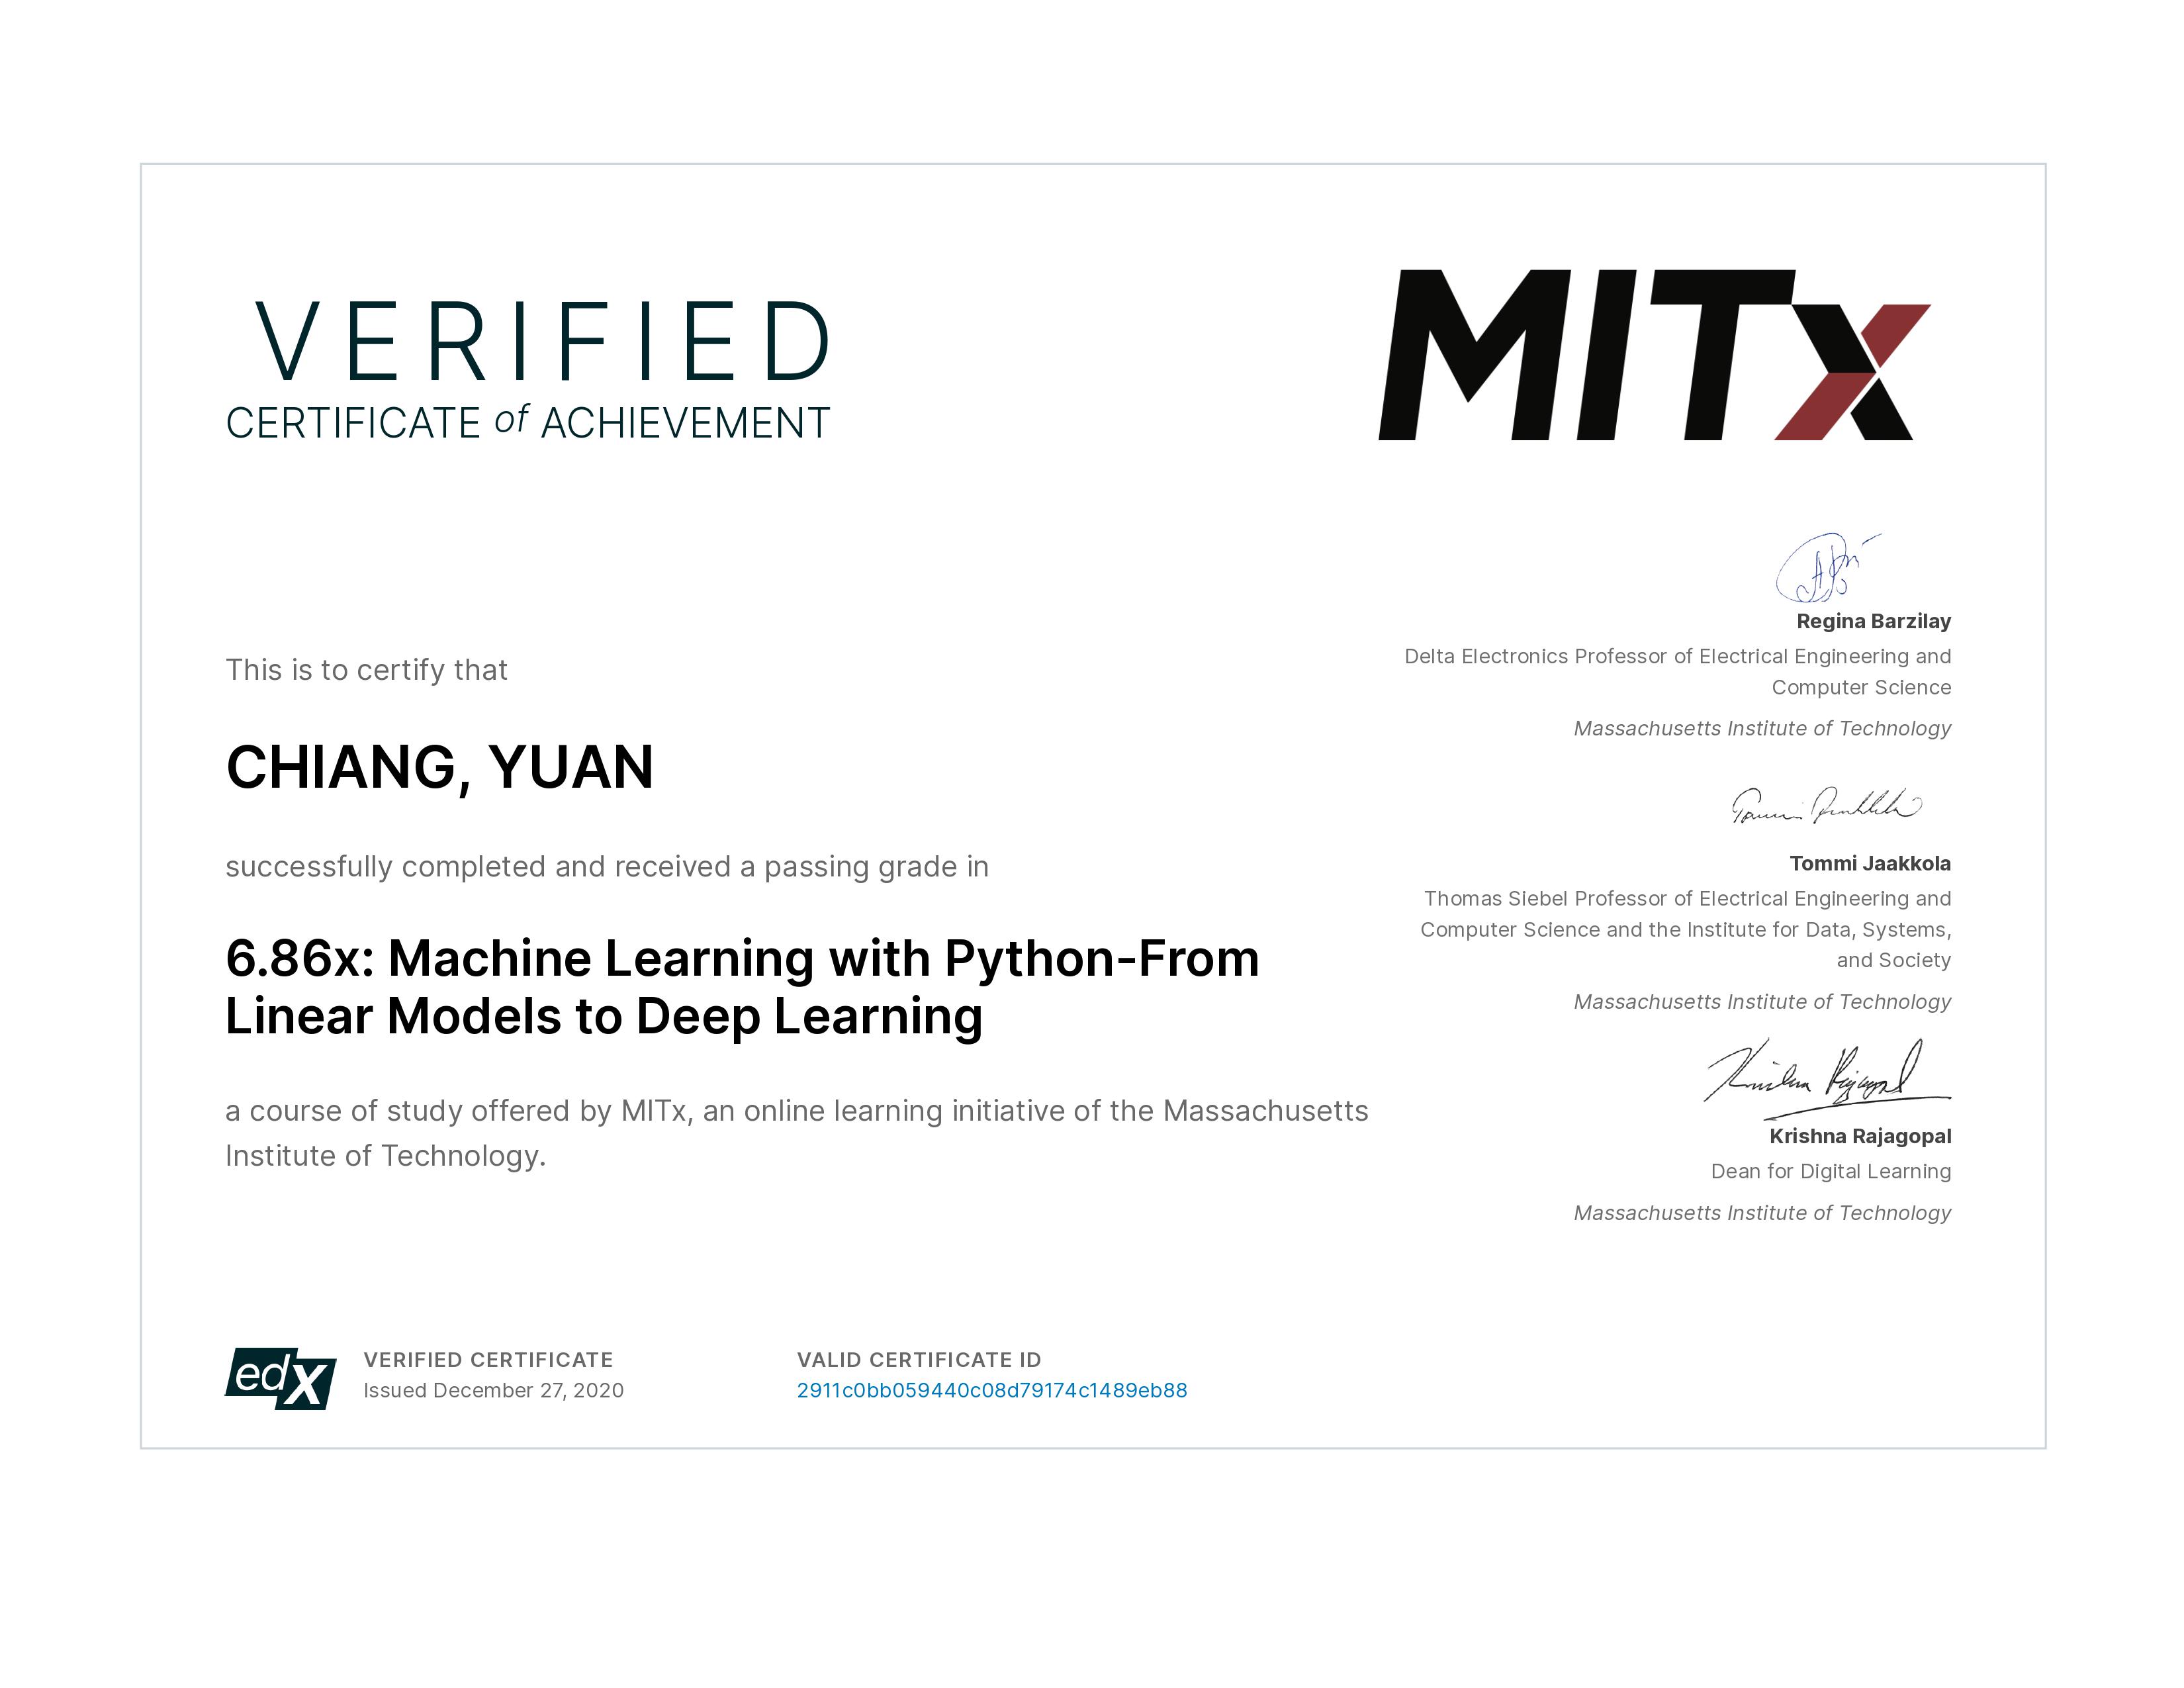 VERIFIED
CERTIFICATE of ACHIEVEMENT
MITx
This is to certify that
CHIANG, YUAN
successfully completed and received a passing grade in
6.86x: Machine Learning with Python-From
Linear Models to Deep Learning
a course of study offered by MITx, an online learning initiative of the Massachusetts
Institute of Technology.
Regina Barzilay
Delta Electronics Professor of Electrical Engineering and
Computer Science
Massachusetts Institute of Technology
Tommi Jaakkola
Thomas Siebel Professor of Electrical Engineering and
Computer Science and the Institute for Data, Systems,
and Society
Massachusetts Institute of Technology
Krishna Rajagopal
Dean for Digital Learning
Massachusetts Institute of Technology
edX
VERIFIED CERTIFICATE
Issued December 27, 2020
VALID CERTIFICATE ID
2911c0bb059440c08d79174c1489eb88